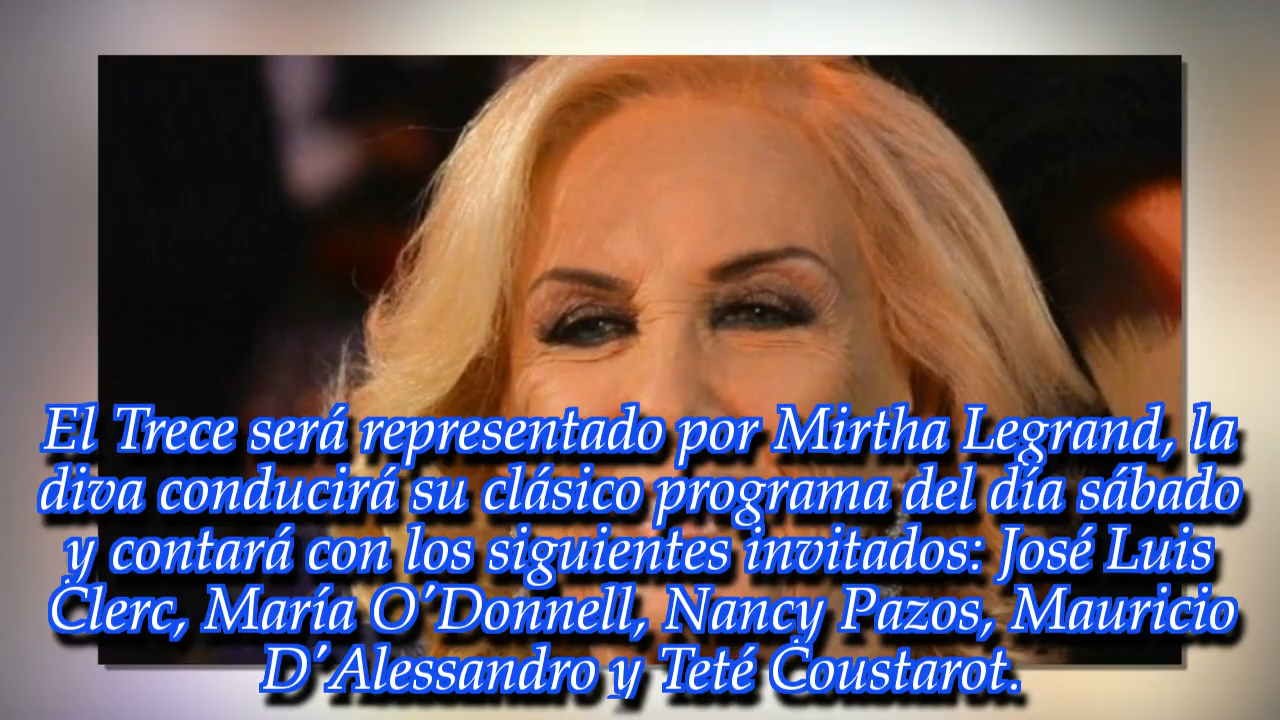 El Trece será representado por Mirtha Legrand, la
diva conducirá su clásico programa del día sábado
y contará con los siguientes invitados: José Luis
Clerc, María O´Donnell, Nancy Pazos, Mauricio
D´Alessandro y Teté Coustarot.